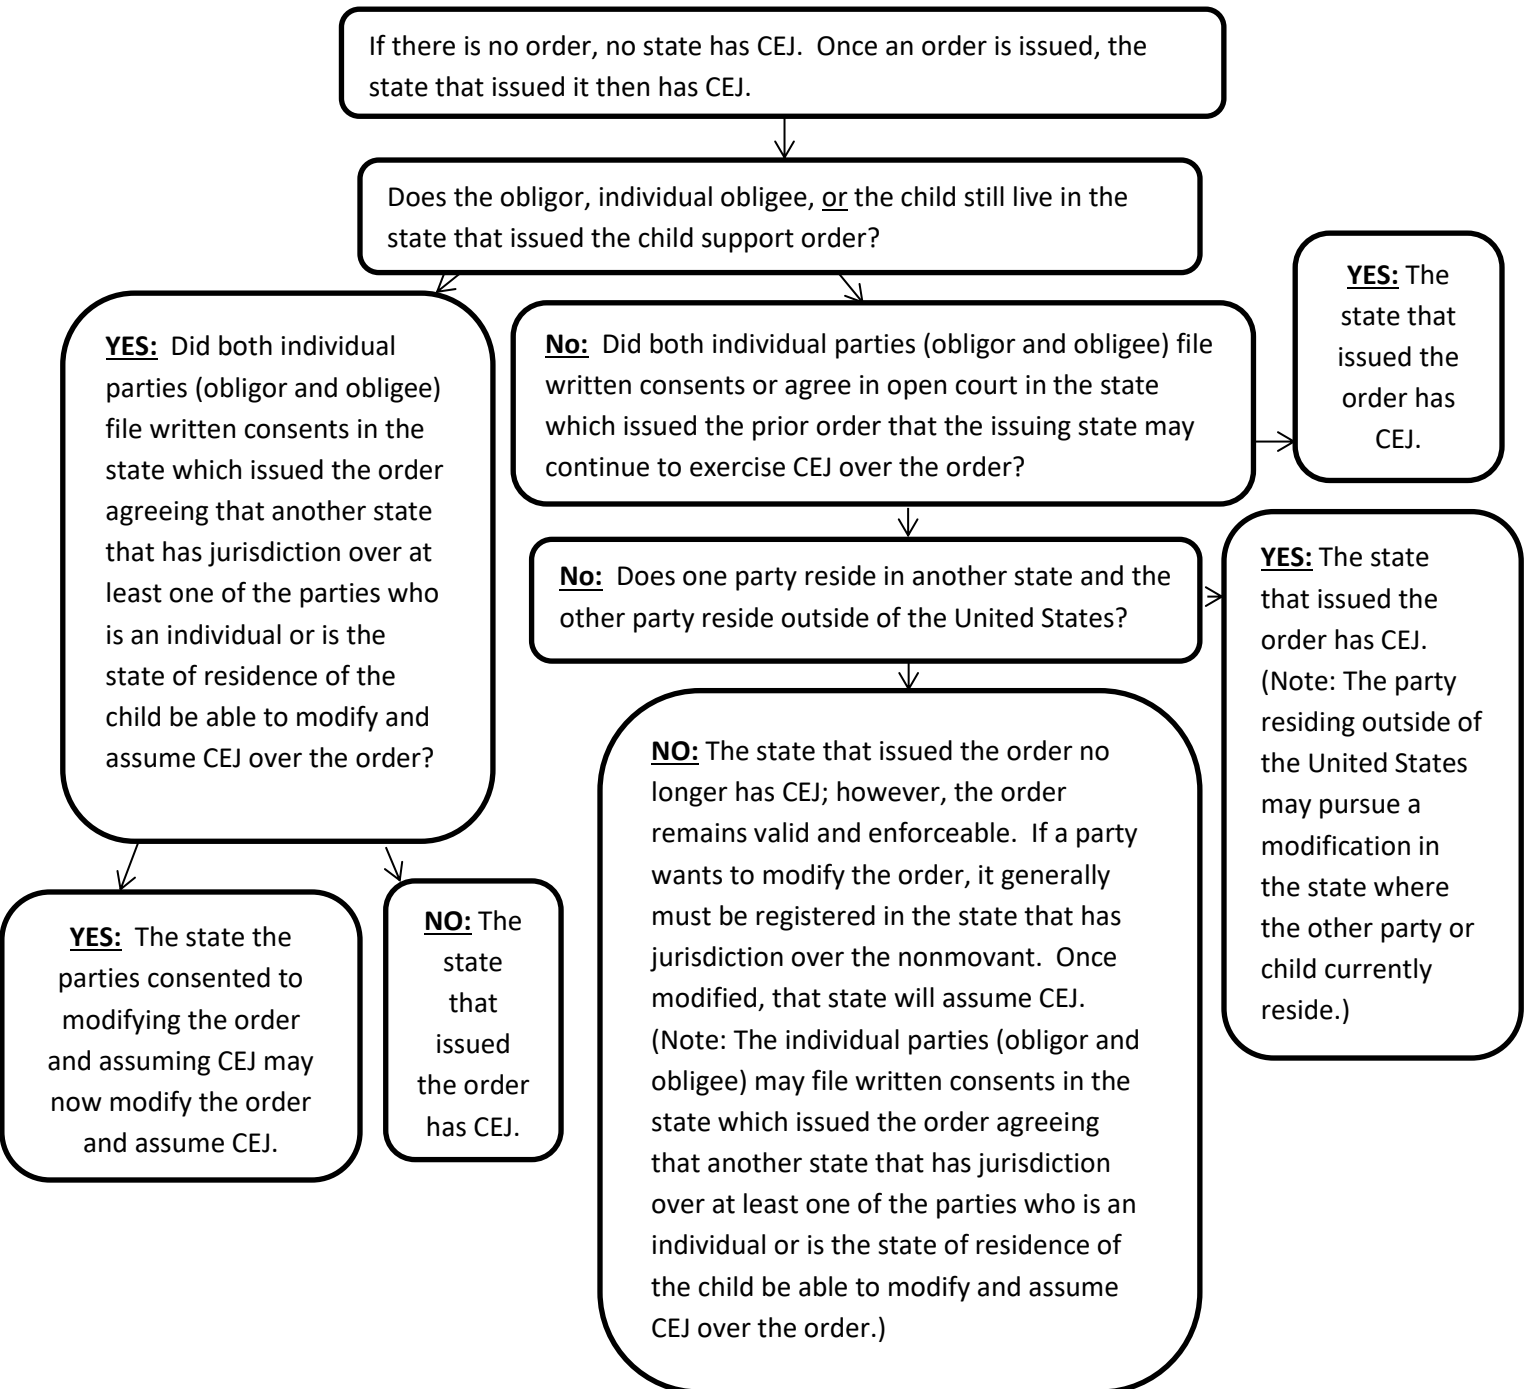 If there is no order, no state has CEJ.  Once an order is issued, the
state that issued it then has CEJ.
Does the obligor, individual obligee, or the child still live in the
state that issued the child support order?
YES:  Did both individual
parties (obligor and obligee)
file written consents in the
state which issued the order
agreeing that another state
that has jurisdiction over at
least one of the parties who
is an individual or is the
state of residence of the
child be able to modify and
assume CEJ over the order?
No:  Did both individual parties (obligor and obligee) file
written consents or agree in open court in the state
which issued the prior order that the issuing state may
continue to exercise CEJ over the order?
YES: The
state that
issued the
order has
CEJ.
No:  Does one party reside in another state and the
other party reside outside of the United States?
YES: The state
that issued the
order has CEJ.
(Note: The party
residing outside of
the United States
may pursue a
modification in
the state where
the other party or
child currently
reside.)
YES:  The state the
parties consented to
modifying the order
and assuming CEJ may
now modify the order
and assume CEJ.
NO: The
state
that
issued
the order
has CEJ.
NO: The state that issued the order no
longer has CEJ; however, the order
remains valid and enforceable.  If a party
wants to modify the order, it generally
must be registered in the state that has
jurisdiction over the nonmovant.  Once
modified, that state will assume CEJ.
(Note: The individual parties (obligor and
obligee) may file written consents in the
state which issued the order agreeing
that another state that has jurisdiction
over at least one of the parties who is an
individual or is the state of residence of
the child be able to modify and assume
CEJ over the order.)